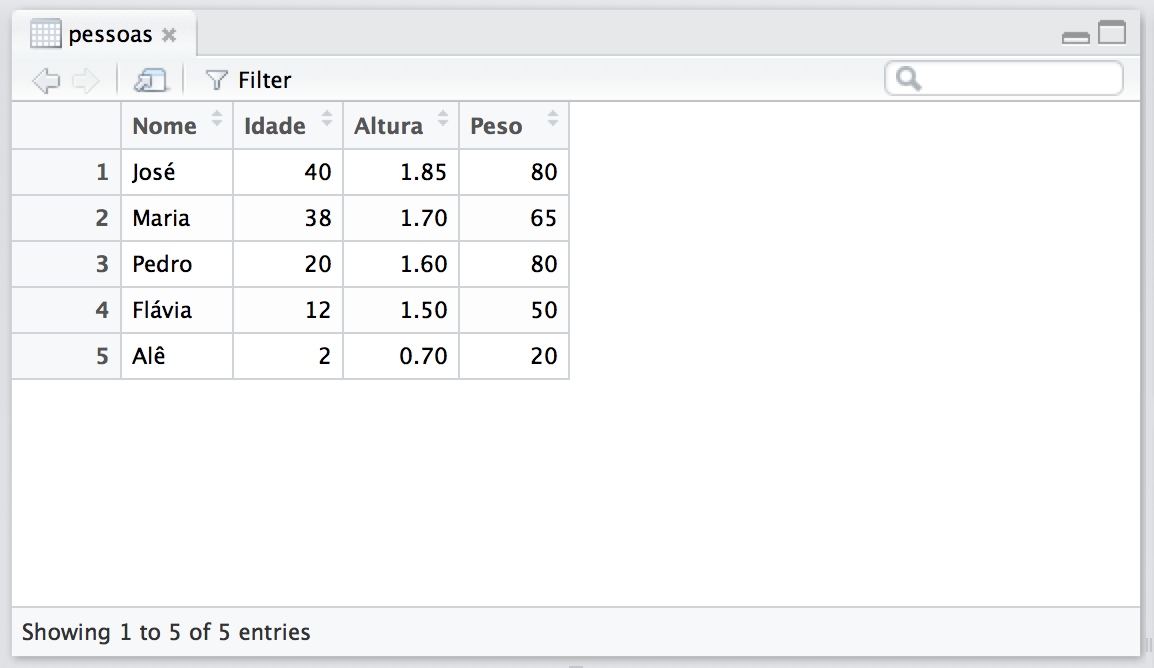 pessoas
Filter
Nome Idade Altura Peso
1 José 40 1.85 80
2 Maria 38 1.70 65
3 Pedro 20 1.60 80
4 Flávia 12 1.50 50
5 Alê 2 0.70 20
Showing 1 to 5 of 5 entries